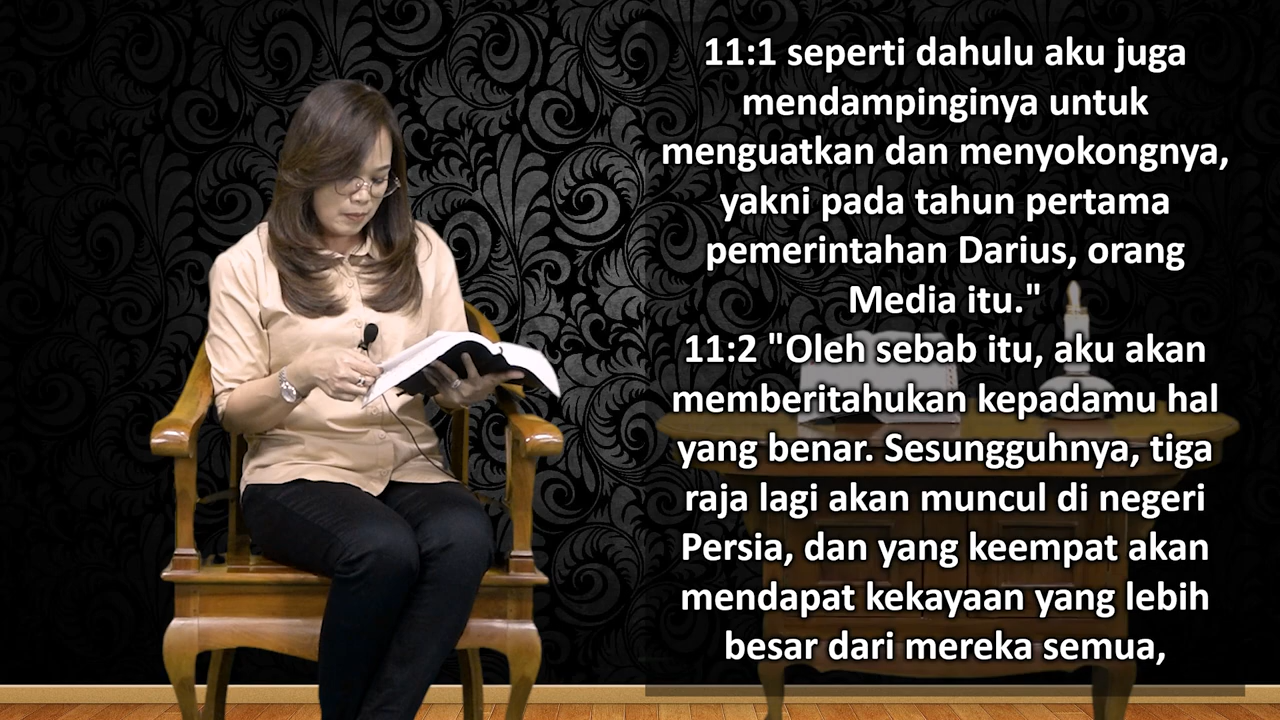 11:1 seperti dahulu aku juga
mendampinginya untuk
menguatkan dan menyokongnya,
yakni pada tahun pertama
pemerintahan Darius, orang
Media itu."
11:2 "Oleh sebab itu, aku akan
memberitahukan kepadamu hal
yang benar. Sesungguhnya, tiga
raja lagi akan muncul di negeri
Persia, dan yang keempat akan
mendapat kekayaan yang lebih
besar dari mereka semua,